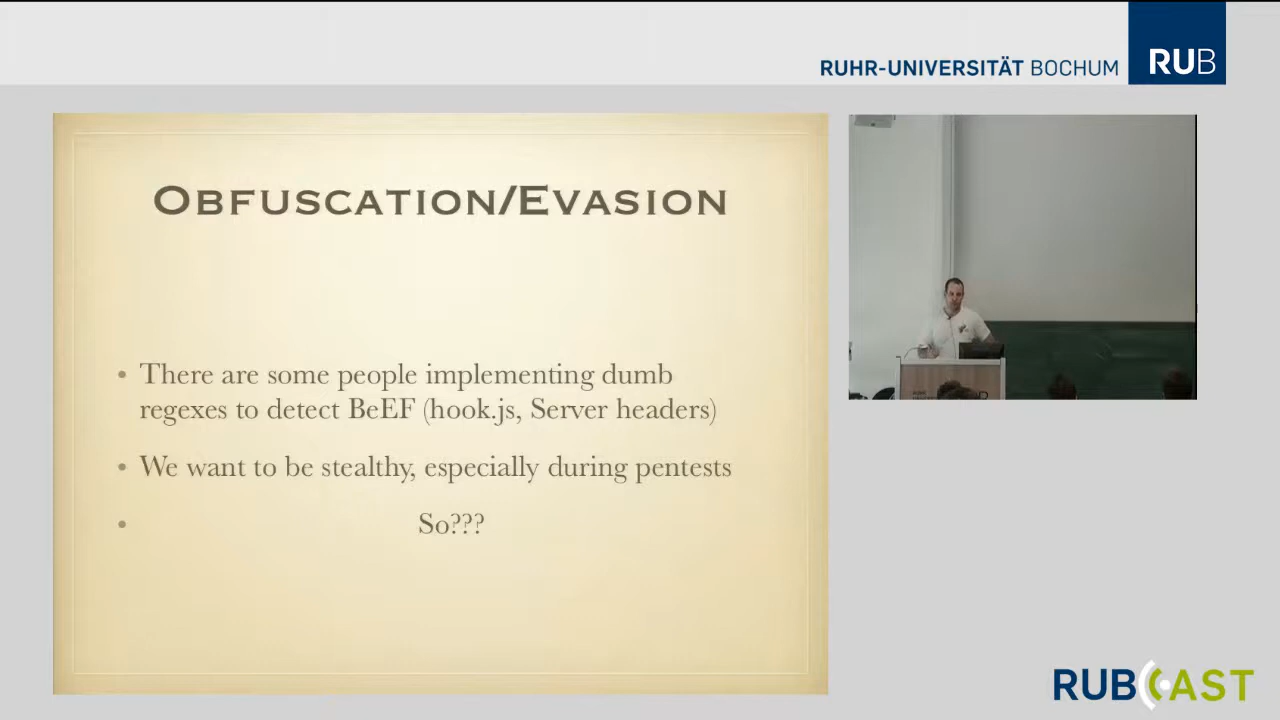 RUHR-UNIVERSITÄT BOCHUM
RUB
OBFUSCATION/EVASION
• There are some people implementing dumb
regexes to detect BeEF (hook.js, Server headers)
• We want to be stealthy, especially during pentests
• So???
RUBCAST